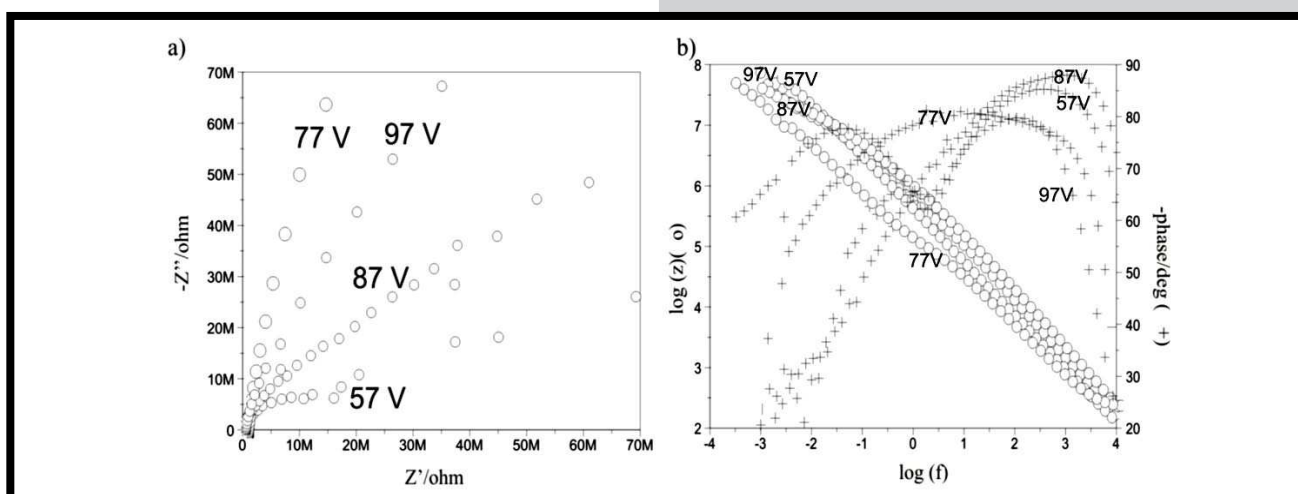 a)
70M
60M
50M
40M
30M
20M
10M
0
-Z''/ohm
77 V
97 V
87 V
57 V
0
10M
20M
30M
40M
50M
60M
70M
Z'/ohm
b)
8
7
6
5
4
3
2
log (z)( o)
97V
57V
87V
77V
77V
87V
57V
97V
90
80
70
60
50
40
30
20
-phase/deg ( +)
-4
-3
-2
-1
0
1
2
3
4
log (f)